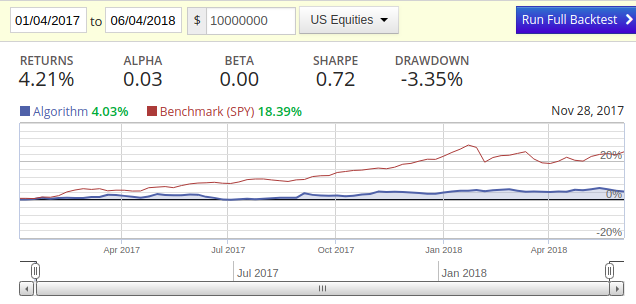 01/04/2017 to 06/04/2018 $ 10000000 US Equities Run Full Backtest
RETURNS ALPHA BETA SHARPE DRAWDOWN
4.21% 0.03 0.00 0.72 -3.35%
Algorithm 4.03% Benchmark (SPY) 18.39% Nov 28, 2017
20%
0%
-20%
Apr 2017 Jul 2017 Oct 2017 Jan 2018 Apr 2018
Jul 2017 Jan 2018